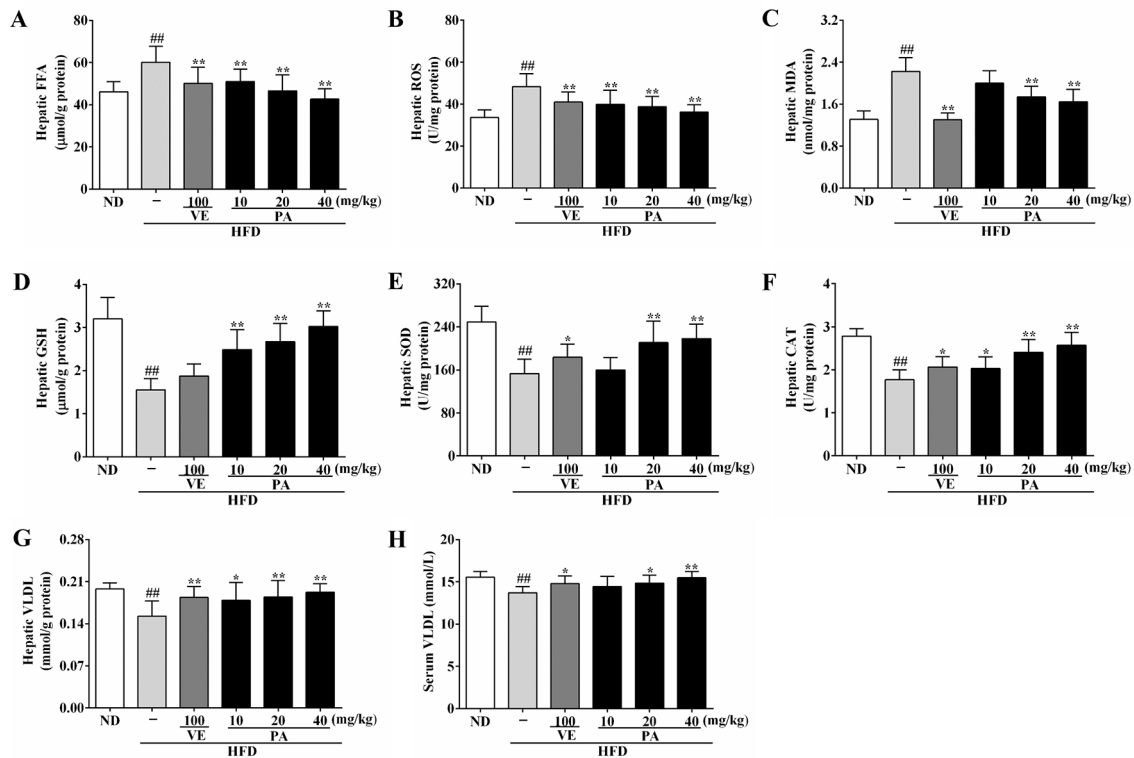 A
Hepatic FFA
(μmol/g protein)
80
60
40
20
0
##
**
**
**
**
ND
–
100
10
20
40
(mg/kg)
VE
PA
HFD
B
Hepatic ROS
(U/mg protein)
80
60
40
20
0
##
**
**
**
**
ND
–
100
10
20
40
(mg/kg)
VE
PA
HFD
C
Hepatic MDA
(nmol/mg protein)
3.2
2.4
1.6
0.8
0.0
##
**
**
**
ND
–
100
10
20
40
(mg/kg)
VE
PA
HFD
D
Hepatic GSH
(μmol/g protein)
4
3
2
1
0
##
**
**
**
ND
–
100
10
20
40
(mg/kg)
VE
PA
HFD
E
Hepatic SOD
(U/mg protein)
320
240
160
80
0
##
*
**
**
ND
–
100
10
20
40
(mg/kg)
VE
PA
HFD
F
Hepatic CAT
(U/mg protein)
4
3
2
1
0
##
*
*
**
**
ND
–
100
10
20
40
(mg/kg)
VE
PA
HFD
G
Hepatic VLDL
(mmol/g protein)
0.28
0.21
0.14
0.07
0.00
##
**
*
**
**
ND
–
100
10
20
40
(mg/kg)
VE
PA
HFD
H
Serum VLDL (mmol/L)
20
15
10
5
0
##
*
*
**
ND
–
100
10
20
40
(mg/kg)
VE
PA
HFD